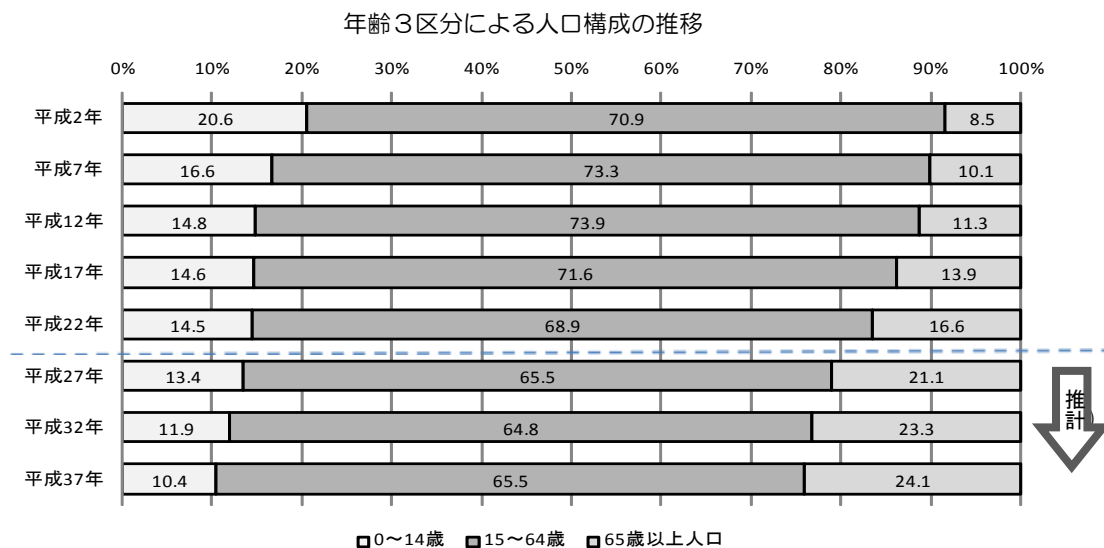 年齢３区分による人口構成の推移
0% 10% 20% 30% 40% 50% 60% 70% 80% 90% 100%
平成2年 20.6 70.9 8.5
平成7年 16.6 73.3 10.1
平成12年 14.8 73.9 11.3
平成17年 14.6 71.6 13.9
平成22年 14.5 68.9 16.6
平成27年 13.4 65.5 21.1
平成32年 11.9 64.8 23.3
平成37年 10.4 65.5 24.1
推計)
0～14歳 15～64歳 65歳以上人口